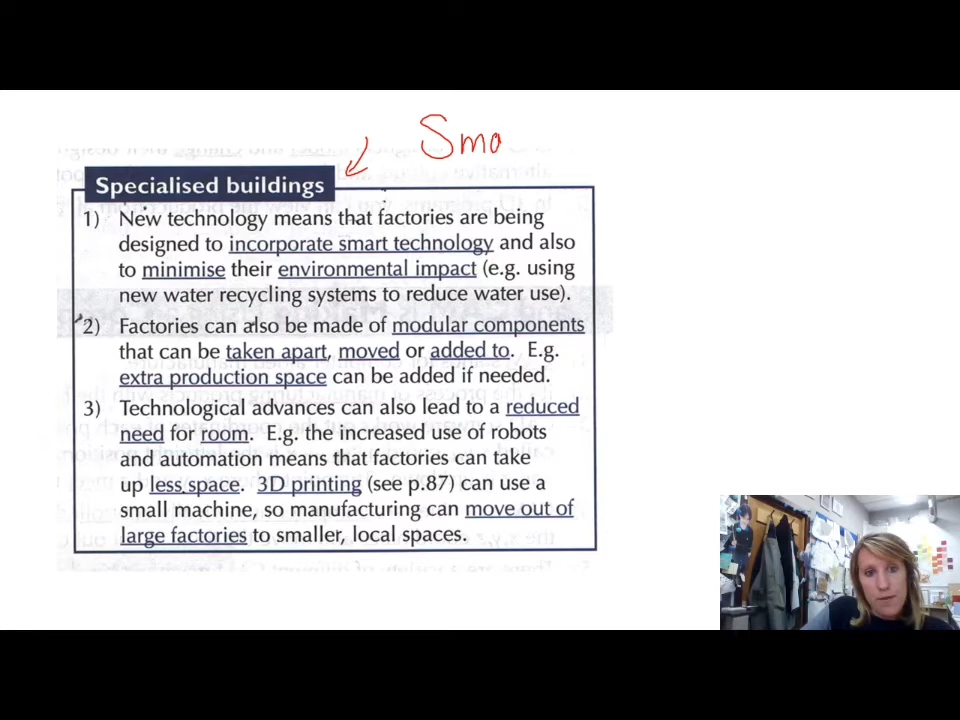 Sma
Specialised buildings
1) New technology means that factories are being
designed to incorporate smart technology and also
to minimise their environmental impact (e.g. using
new water recycling systems to reduce water use).
2) Factories can also be made of modular components
that can be taken apart, moved or added to. E.g.
extra production space can be added if needed.
3) Technological advances can also lead to a reduced
need for room. E.g. the increased use of robots
and automation means that factories can take
up less space. 3D printing (see p.87) can use a
small machine, so manufacturing can move out of
large factories to smaller, local spaces.